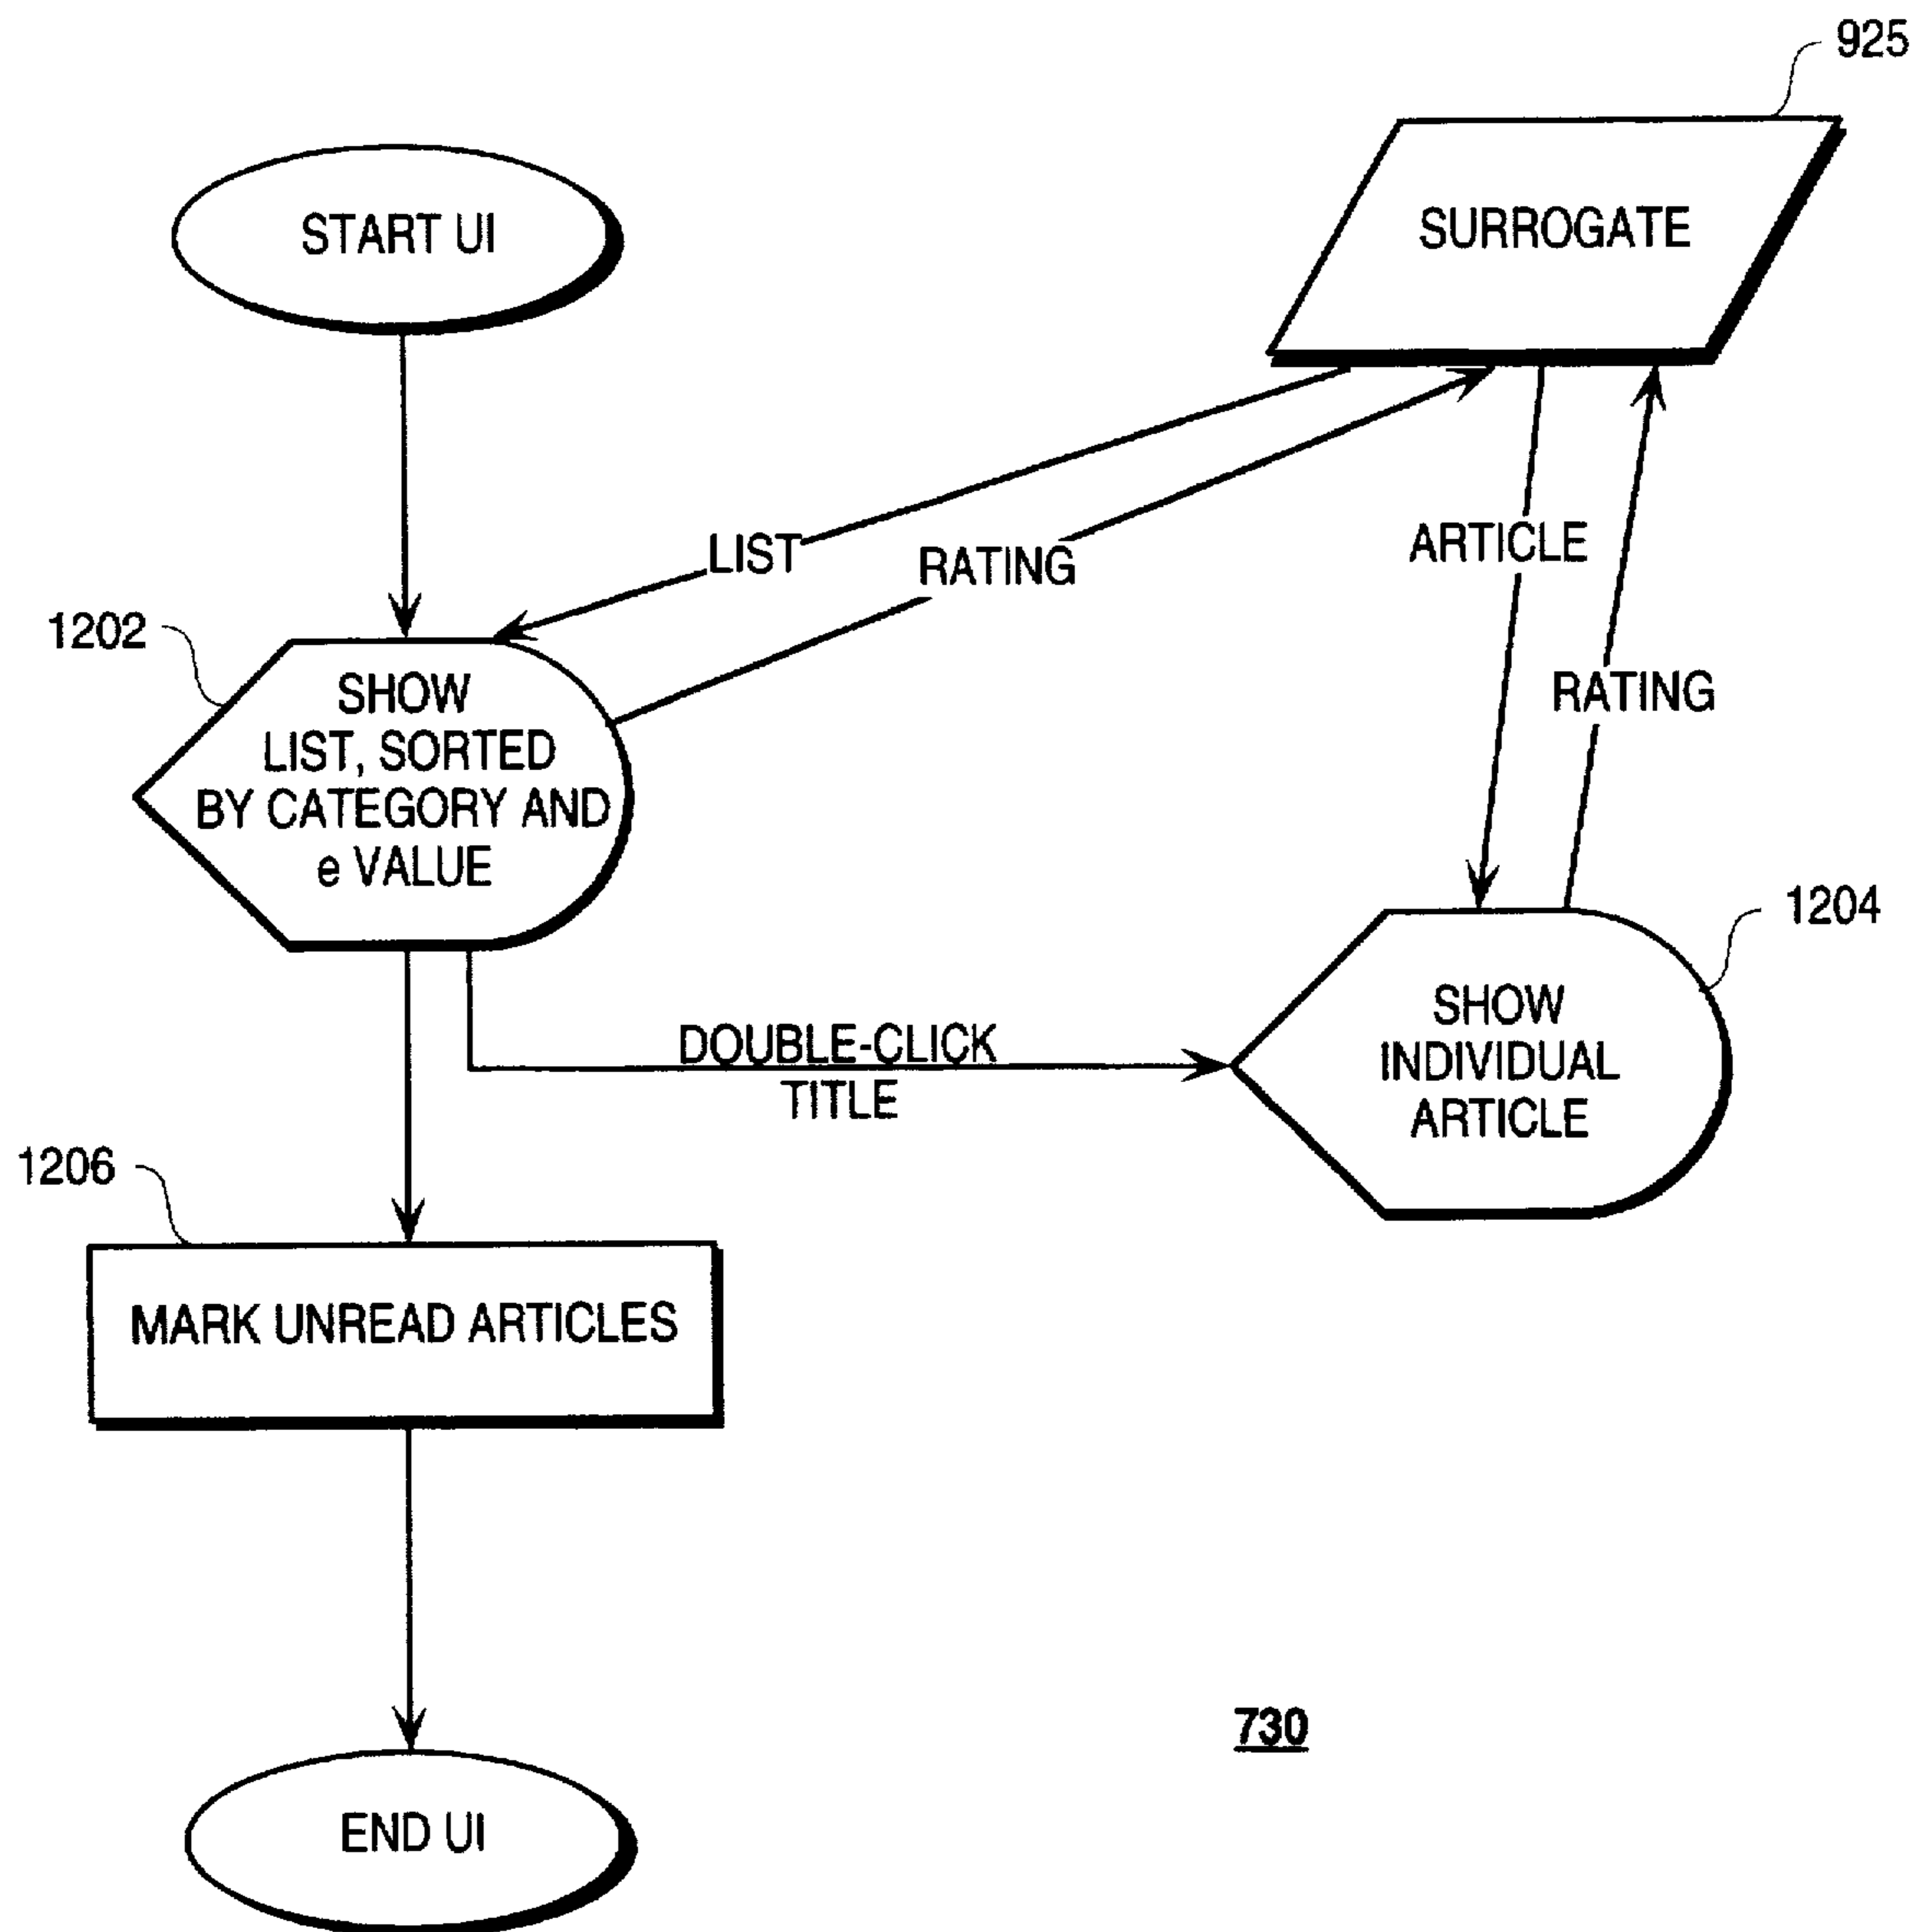 925
START UI
SURROGATE
LIST
RATING
ARTICLE
1202
RATING
SHOW
LIST, SORTED
BY CATEGORY AND
e VALUE
1204
SHOW
INDIVIDUAL
ARTICLE
DOUBLE-CLICK
TITLE
1206
MARK UNREAD ARTICLES
730
END UI